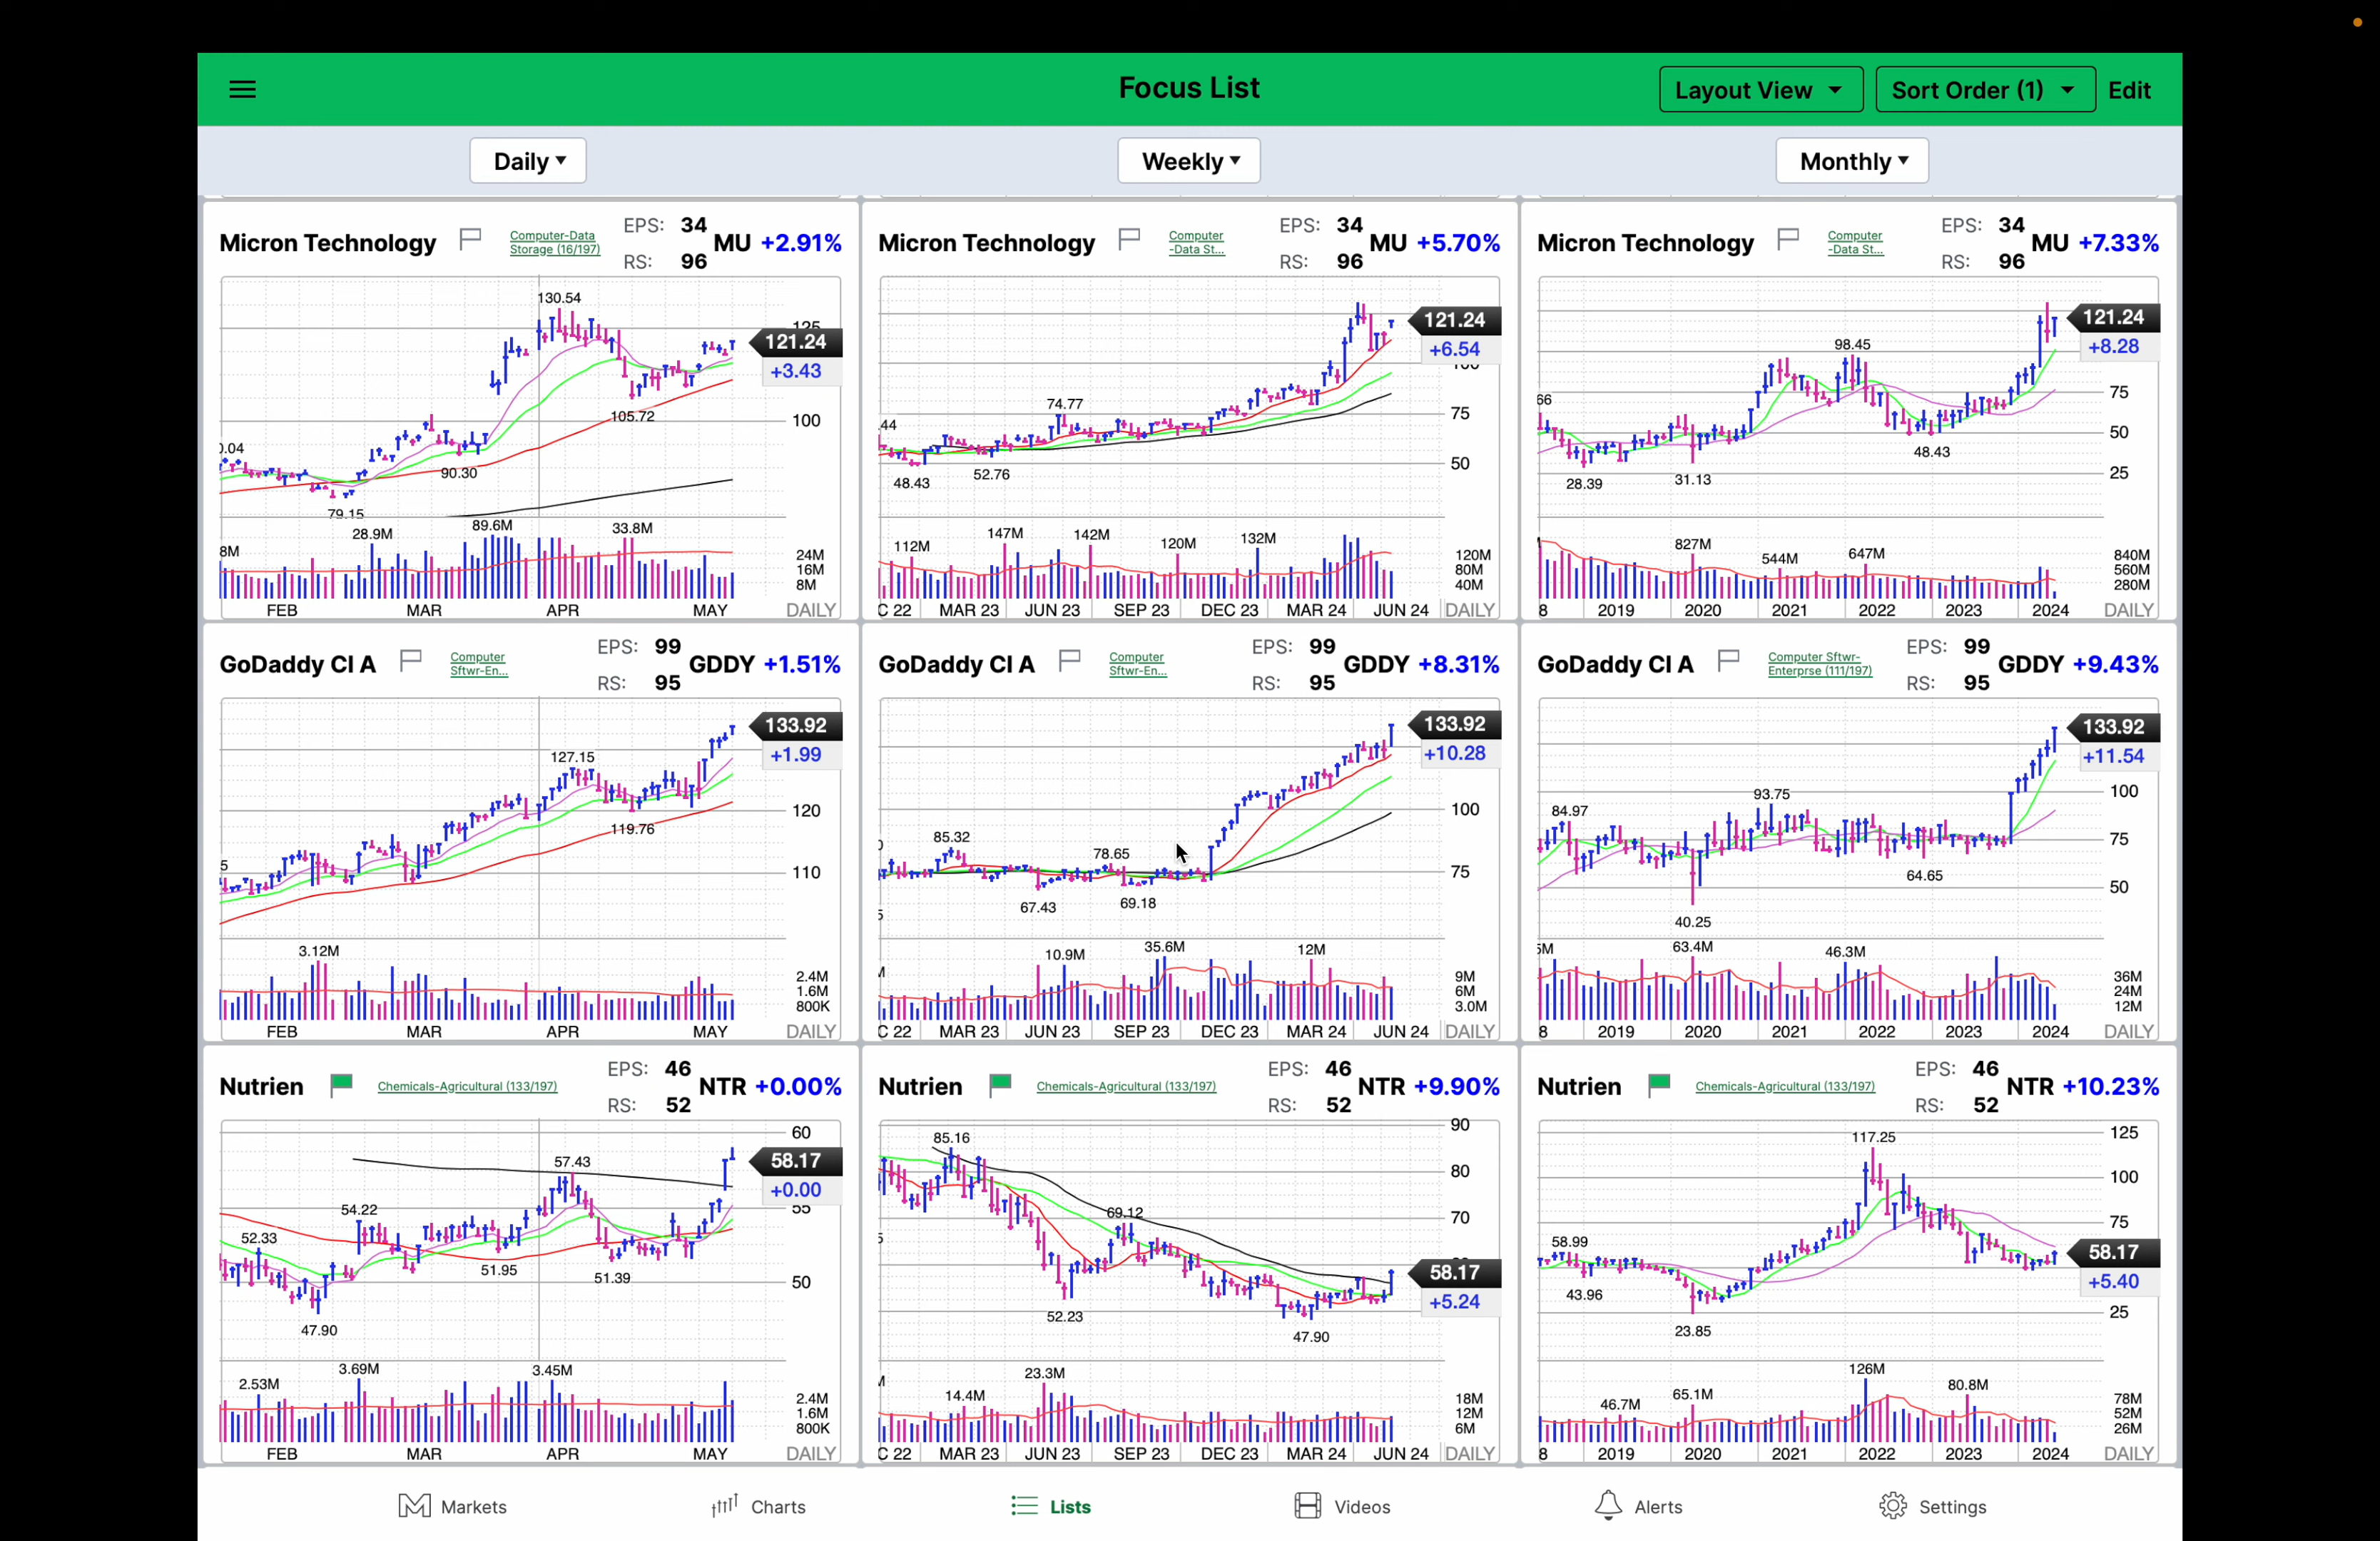 Focus List
Layout View
Sort Order (1)
Edit
Daily
Weekly
Monthly
Micron Technology
Computer-Data
Storage (16/197)
EPS: 34
RS: 96
MU +2.91%
130.54
125
121.24
+3.43
105.72
100
0.04
90.30
79.15
89.6M
33.8M
28.9M
8M
24M
16M
8M
FEB MAR APR MAY DAILY
Micron Technology
Computer
-Data St...
EPS: 34
RS: 96
MU +5.70%
121.24
+6.54
100
74.77
75
.44
50
48.43
52.76
147M
142M
132M
120M
112M
120M
80M
40M
C 22 MAR 23 JUN 23 SEP 23 DEC 23 MAR 24 JUN 24 DAILY
Micron Technology
Computer
-Data St...
EPS: 34
RS: 96
MU +7.33%
121.24
+8.28
98.45
75
66
50
48.43
25
28.39
31.13
827M
544M
647M
840M
560M
280M
8 2019 2020 2021 2022 2023 2024 DAILY
GoDaddy Cl A
Computer
Sftwr-En...
EPS: 99
RS: 95
GDDY +1.51%
133.92
+1.99
127.15
120
119.76
5
110
3.12M
2.4M
1.6M
800K
FEB MAR APR MAY DAILY
GoDaddy Cl A
Computer
Sftwr-En...
EPS: 99
RS: 95
GDDY +8.31%
133.92
+10.28
100
85.32
0
78.65
75
67.43
69.18
5
35.6M
10.9M
12M
M
9M
6M
3.0M
C 22 MAR 23 JUN 23 SEP 23 DEC 23 MAR 24 JUN 24 DAILY
GoDaddy Cl A
Computer Sftwr-
Enterprse (111/197)
EPS: 99
RS: 95
GDDY +9.43%
133.92
+11.54
100
93.75
84.97
75
64.65
50
40.25
5M
63.4M
46.3M
36M
24M
12M
8 2019 2020 2021 2022 2023 2024 DAILY
Nutrien
Chemicals-Agricultural (133/197)
EPS: 46
RS: 52
NTR +0.00%
60
58.17
+0.00
57.43
55
54.22
52.33
51.95
51.39
50
47.90
3.69M
3.45M
2.53M
2.4M
1.6M
800K
FEB MAR APR MAY DAILY
Nutrien
Chemicals-Agricultural (133/197)
EPS: 46
RS: 52
NTR +9.90%
90
85.16
80
70
69.12
5
58.17
+5.24
52.23
47.90
23.3M
14.4M
M
18M
12M
6M
C 22 MAR 23 JUN 23 SEP 23 DEC 23 MAR 24 JUN 24 DAILY
Nutrien
Chemicals-Agricultural (133/197)
EPS: 46
RS: 52
NTR +10.23%
125
117.25
100
75
58.99
58.17
+5.40
43.96
25
23.85
126M
80.8M
65.1M
46.7M
78M
52M
26M
8 2019 2020 2021 2022 2023 2024 DAILY
Markets
Charts
Lists
Videos
Alerts
Settings